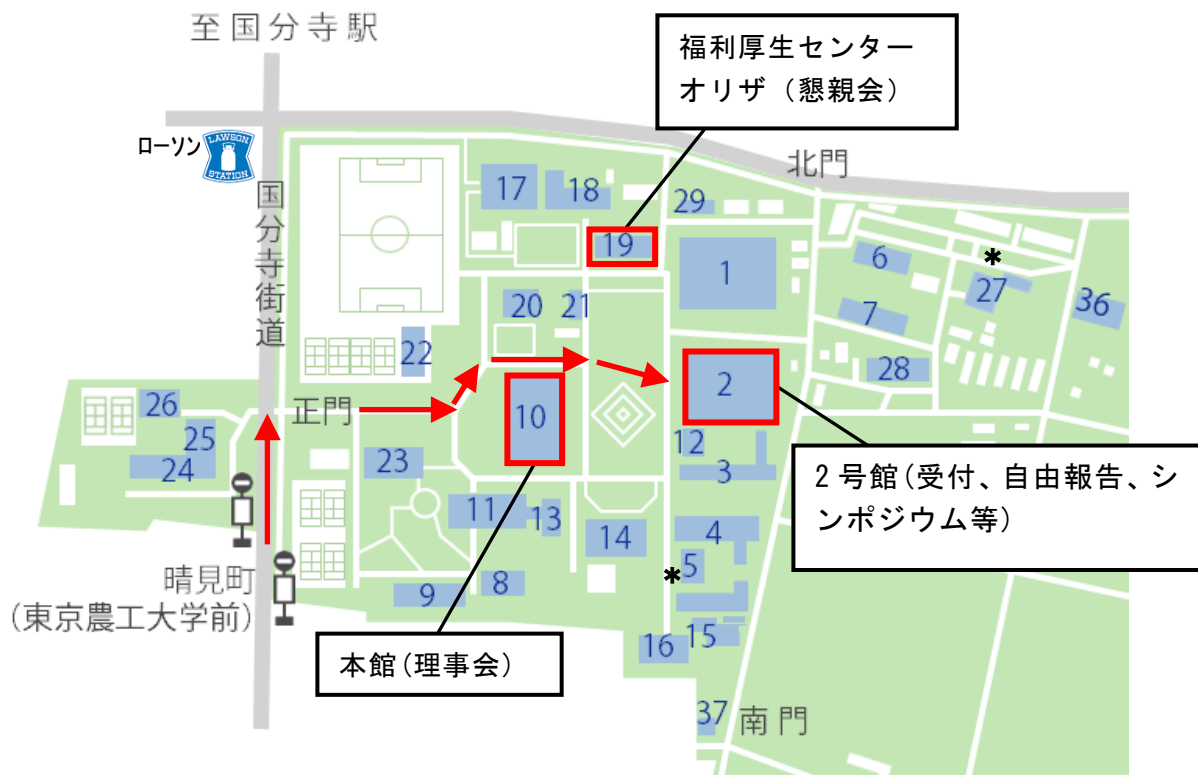 至国分寺駅
福利厚生センター
オリザ（懇親会）
ローソン
LAWSON
STATION
北門
国分寺街道
17
18
29
19
1
6
27
*
36
20
21
7
22
2
28
26
正門
10
25
12
24
23
3
2号館(受付、自由報告、シ
ンポジウム等)
11
13
14
4
*
5
晴見町
(東京農工大学前)
9
8
16
15
本館(理事会)
37
南門